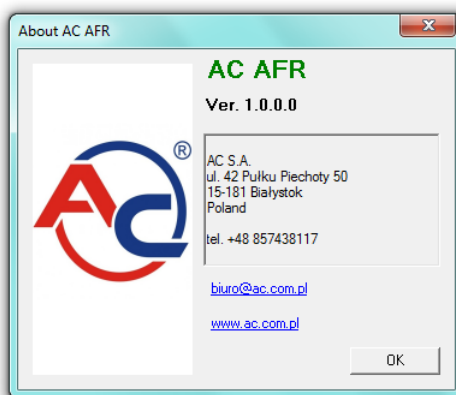 About AC AFR
AC AFR
Ver. 1.0.0.0
AC ®
AC S.A.
ul. 42 Pułku Piechoty 50
15-181 Białystok
Poland
tel. +48 857438117
biuro@ac.com.pl
www.ac.com.pl
OK